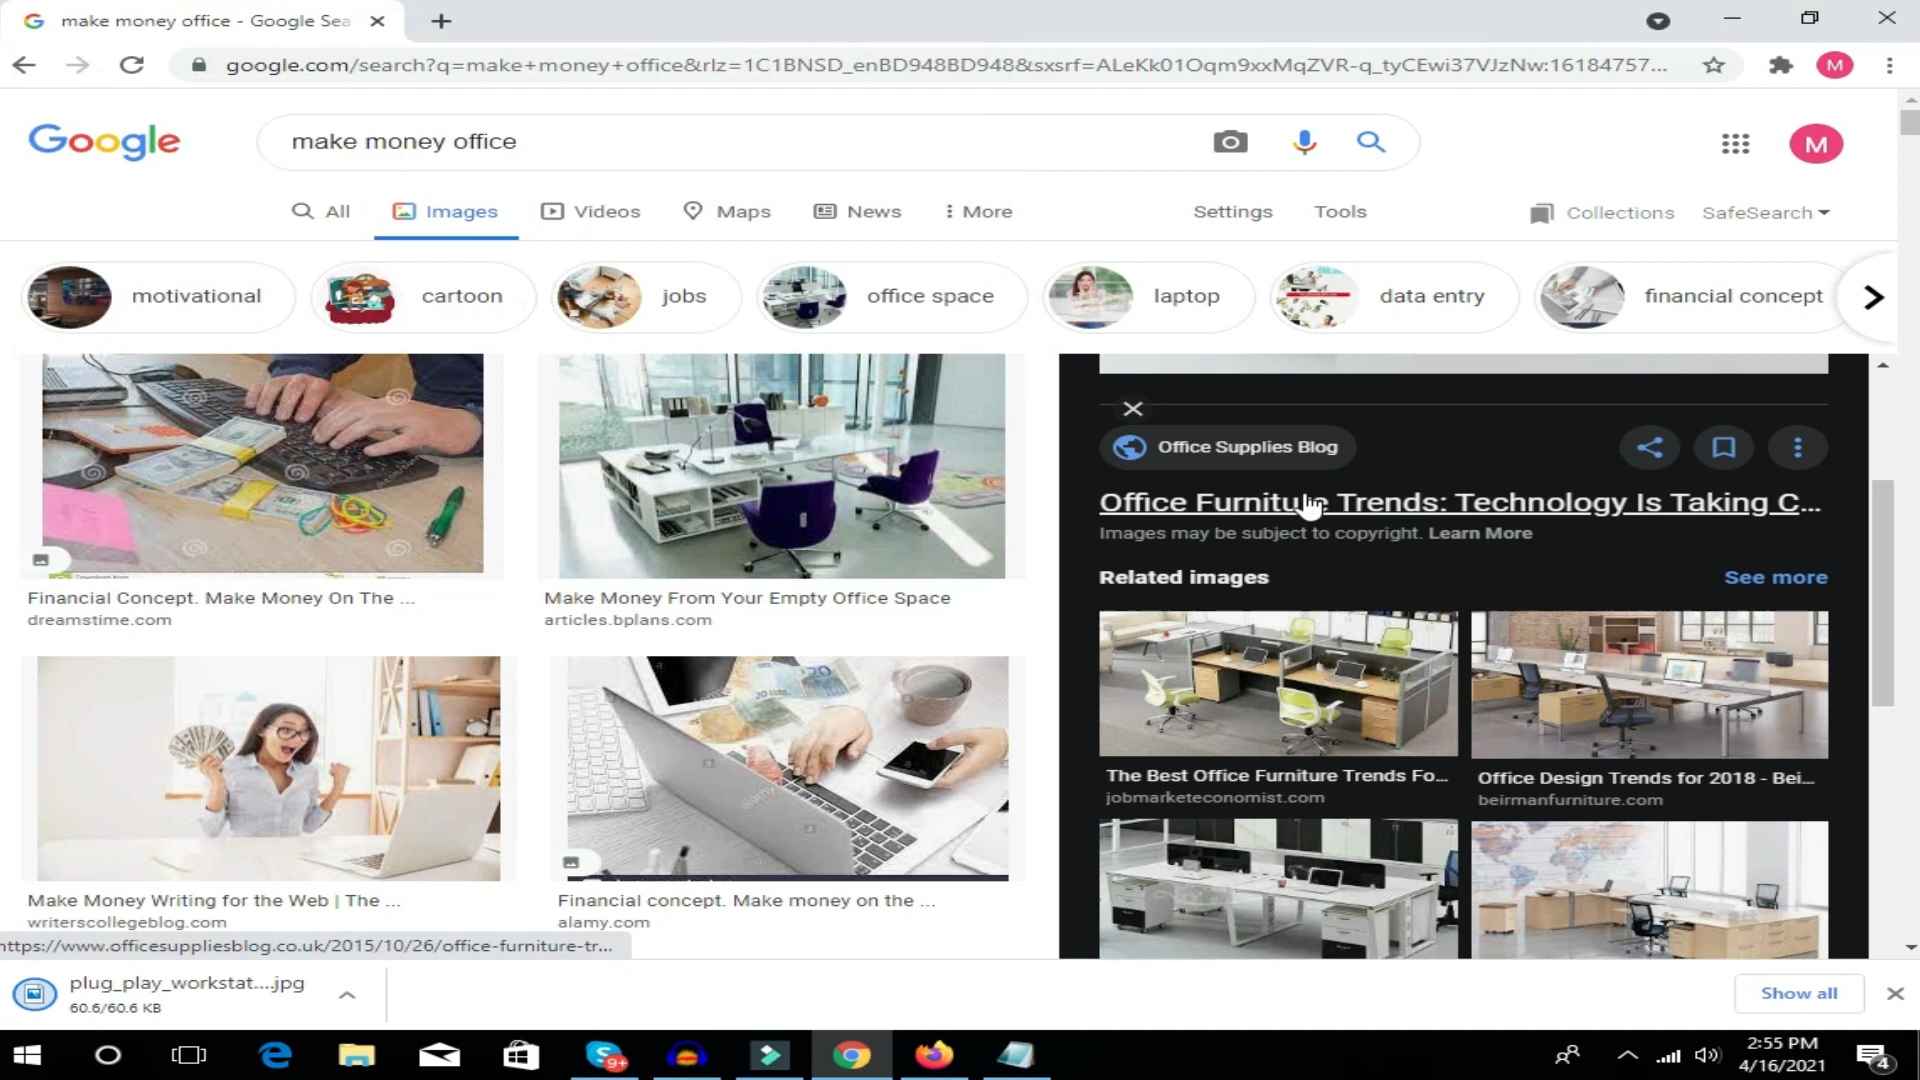 make money office - Google Sea
google.com/search?q=make+money+office&rlz=1C1BNSD_enBD948BD948&sxsrf=ALeKk01Oqm9xxMqZVR-q_tyCEwi37VJzNw:16184757...
M
Google
make money office
M
All
Images
Videos
Maps
News
More
Settings
Tools
Collections
SafeSearch
motivational
cartoon
jobs
office space
laptop
data entry
financial concept
Financial Concept. Make Money On The ...
dreamstime.com
Make Money From Your Empty Office Space
articles.bplans.com
Make Money Writing for the Web | The ...
writerscollegeblog.com
Financial concept. Make money on the ...
alamy.com
Office Supplies Blog
Office Furniture Trends: Technology Is Taking C...
Images may be subject to copyright. Learn More
Related images
See more
The Best Office Furniture Trends Fo...
jobmarketeconomist.com
Office Design Trends for 2018 - Bei...
beirmanfurniture.com
https://www.officesuppliesblog.co.uk/2015/10/26/office-furniture-tr...
plug_play_workstat....jpg
60.6/60.6 KB
Show all
9+
2:55 PM
4/16/2021
4